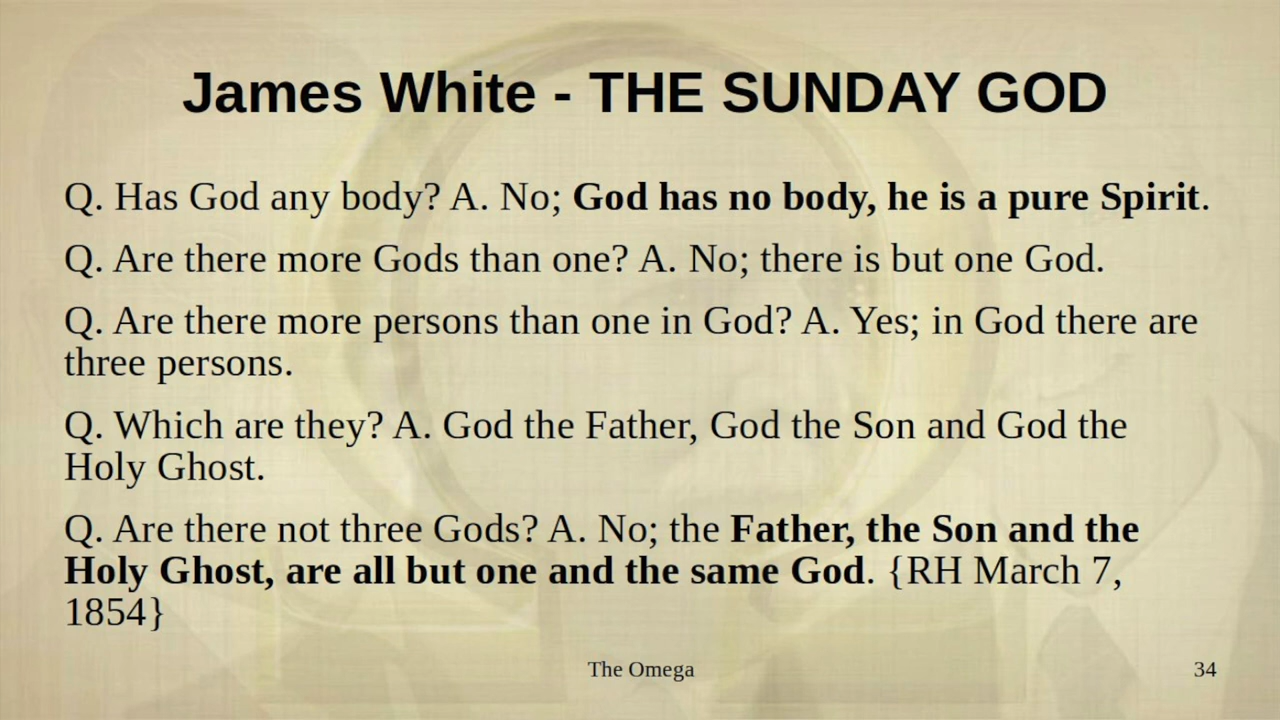 James White - THE SUNDAY GOD
Q. Has God any body? A. No; God has no body, he is a pure Spirit.
Q. Are there more Gods than one? A. No; there is but one God.
Q. Are there more persons than one in God? A. Yes; in God there are
three persons.
Q. Which are they? A. God the Father, God the Son and God the
Holy Ghost.
Q. Are there not three Gods? A. No; the Father, the Son and the
Holy Ghost, are all but one and the same God. {RH March 7,
1854}
The Omega
34